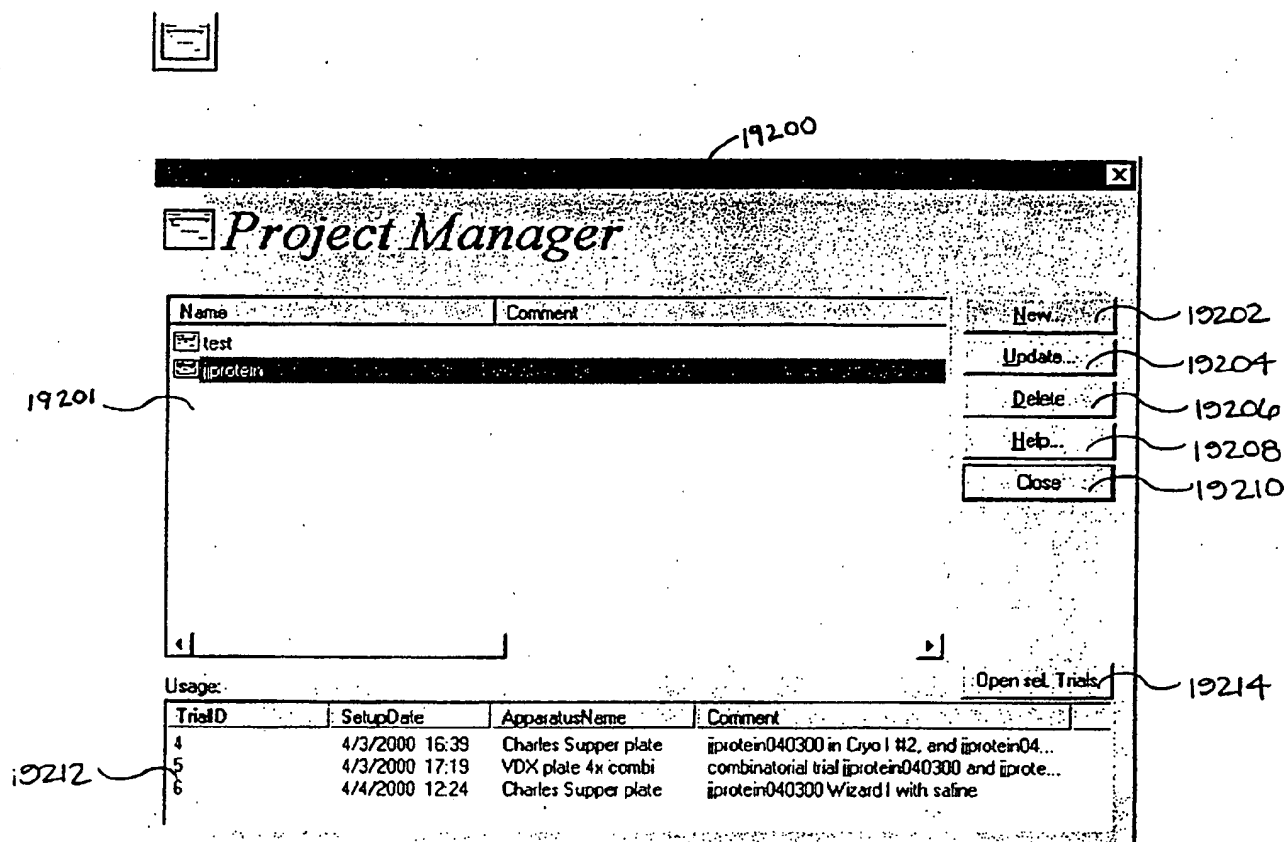 19200
Project Manager
Name Comment
New... 19202
test
Update... 19204
jjprotein
19201
Delete 19206
Help... 19208
Close 19210
Usage: Open sel. Trials 19214
TrialID SetupDate ApparatusName Comment
4 4/3/2000 16:39 Charles Supper plate jjprotein040300 in Cryo I #2, and jjprotein04...
5 4/3/2000 17:19 VDX plate 4x combi combinatorial trial jjprotein040300 and jjprote...
19212
6 4/4/2000 12:24 Charles Supper plate jjprotein040300 Wizard I with saline